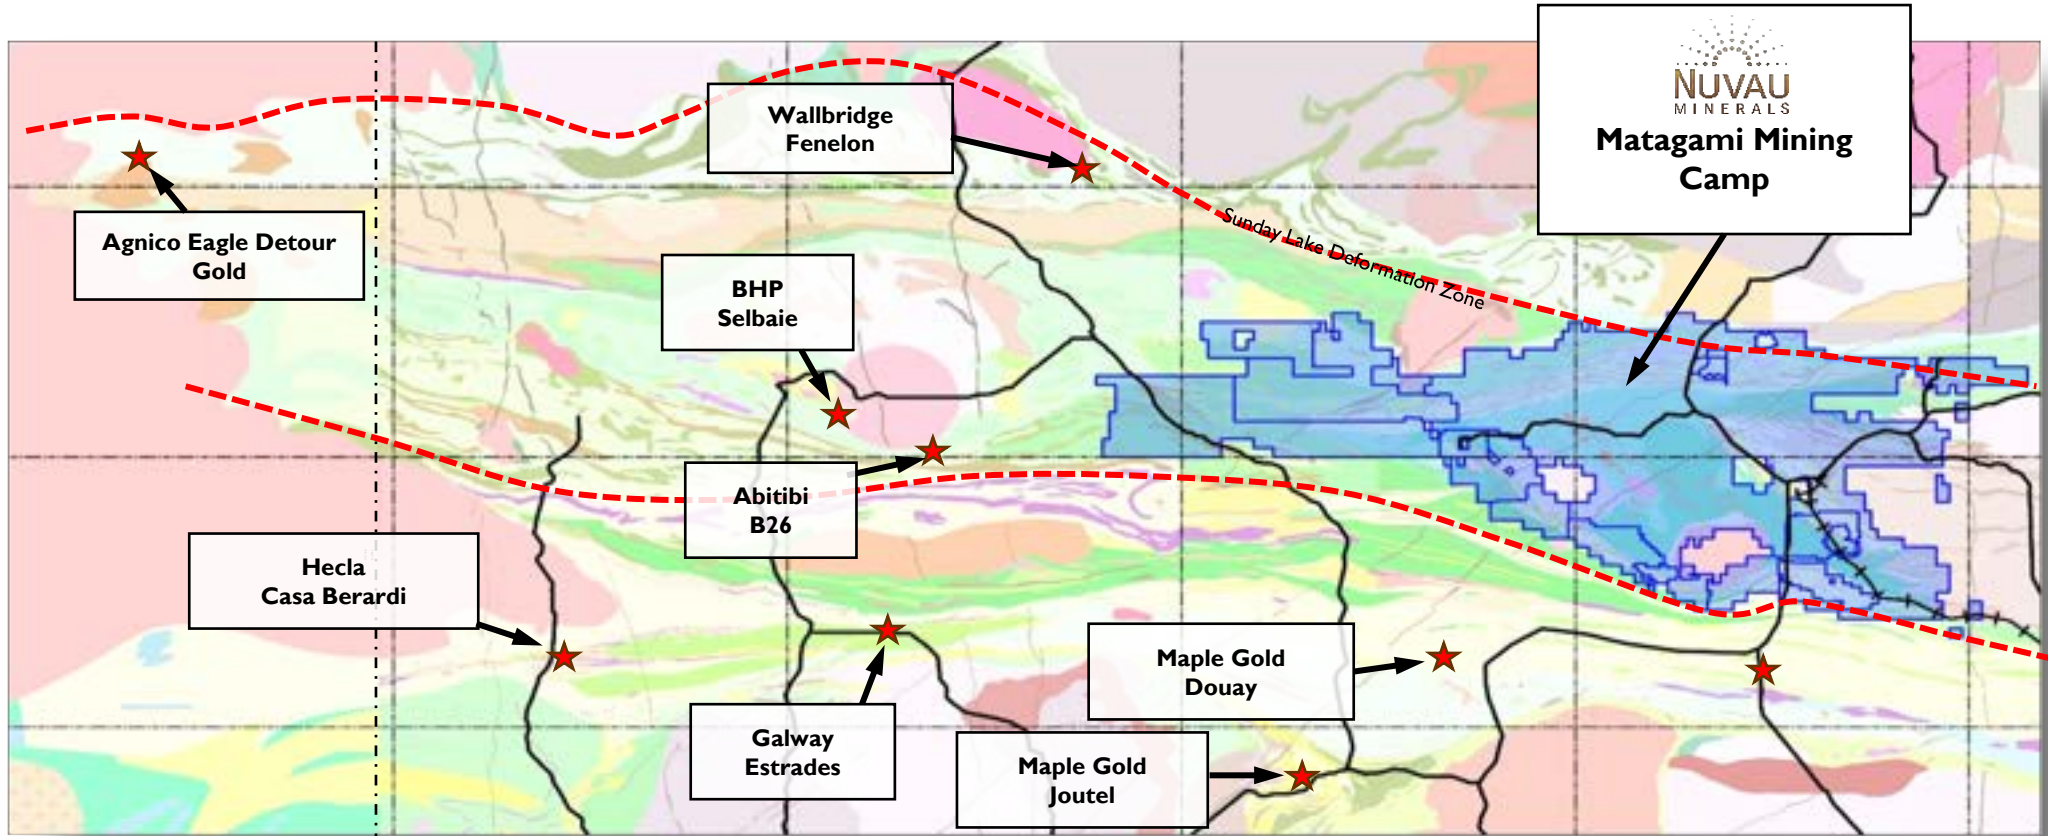 NUVAU
MINERALS
Matagami Mining
Camp
Wallbridge
Fenelon
Agnico Eagle Detour
Gold
Sunday Lake Deformation Zone
BHP
Selbaie
Abitibi
B26
Hecla
Casa Berardi
Maple Gold
Douay
Galway
Estrades
Maple Gold
Joutel